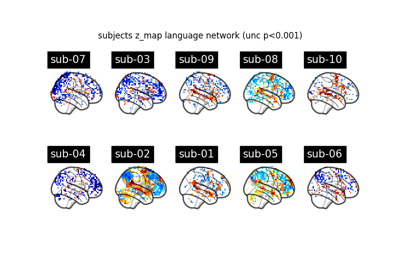 subjects z_map language network (unc p<0.001)
sub-07 sub-03 sub-09 sub-08 sub-10
sub-04 sub-02 sub-01 sub-05 sub-06